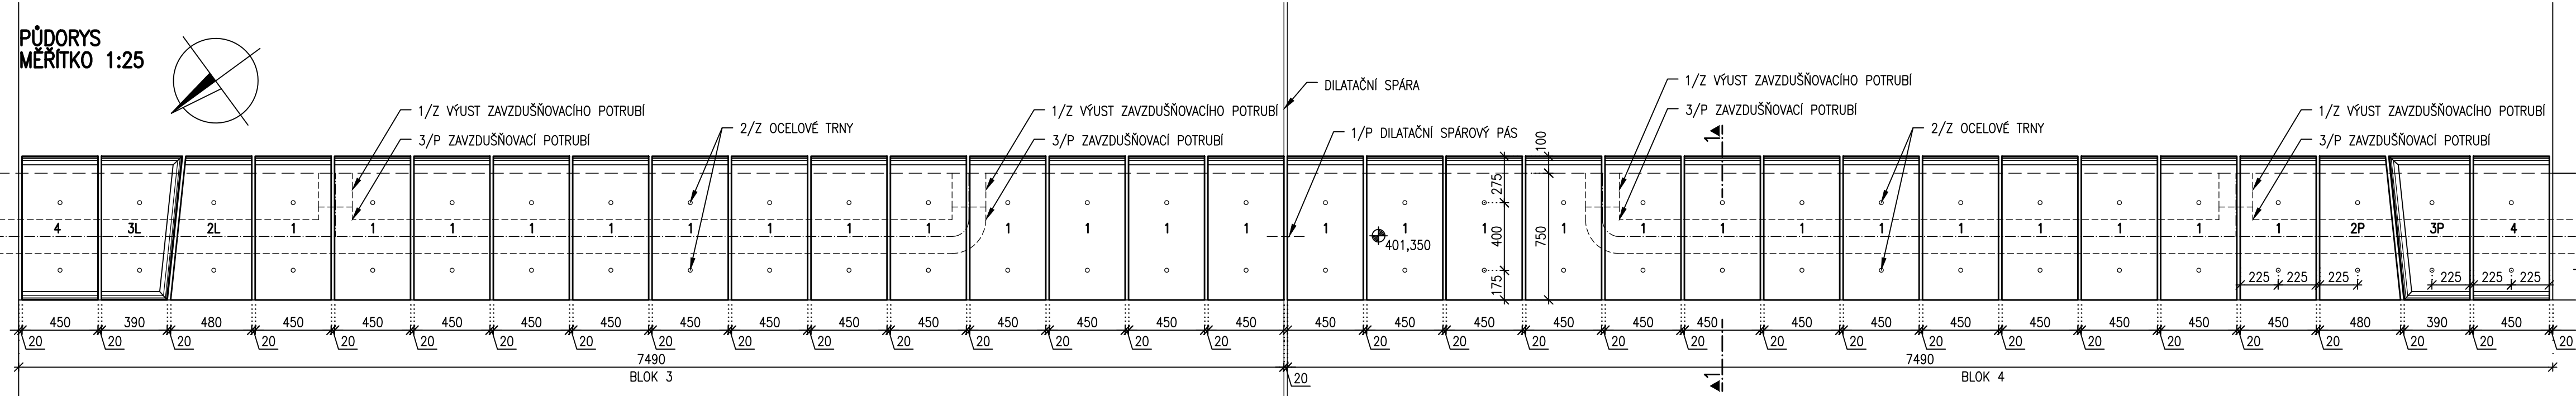 PŮDORYS
MĚŘÍTKO 1:25
1/Z VÝUST ZAVZDUŠŇOVACÍHO POTRUBÍ
3/P ZAVZDUŠŇOVACÍ POTRUBÍ
2/Z OCELOVÉ TRNY
1/Z VÝUST ZAVZDUŠŇOVACÍHO POTRUBÍ
3/P ZAVZDUŠŇOVACÍ POTRUBÍ
DILATAČNÍ SPÁRA
1/P DILATAČNÍ SPÁROVÝ PÁS
1/Z VÝUST ZAVZDUŠŇOVACÍHO POTRUBÍ
3/P ZAVZDUŠŇOVACÍ POTRUBÍ
1
2/Z OCELOVÉ TRNY
1/Z VÝUST ZAVZDUŠŇOVACÍHO POTRUBÍ
3/P ZAVZDUŠŇOVACÍ POTRUBÍ
100
275
400
750
175
4 3L 2L 1 1 1 1 1 1 1 1 1 1 1 1 1 1 1 1 1 1 1 1 1 1 1 1 1 1 2P 3P 4
401,350
225 225 225 225 225 225
450 390 480 450 450 450 450 450 450 450 450 450 450 450 450 450 450 450 450 450 450 450 450 450 450 450 450 450 450 480 390 450
20 20 20 20 20 20 20 20 20 20 20 20 20 20 20 20 20 20 20 20 20 20 20 20 20 20 20 20 20 20 20 20
7490 7490
BLOK 3 20 1 BLOK 4